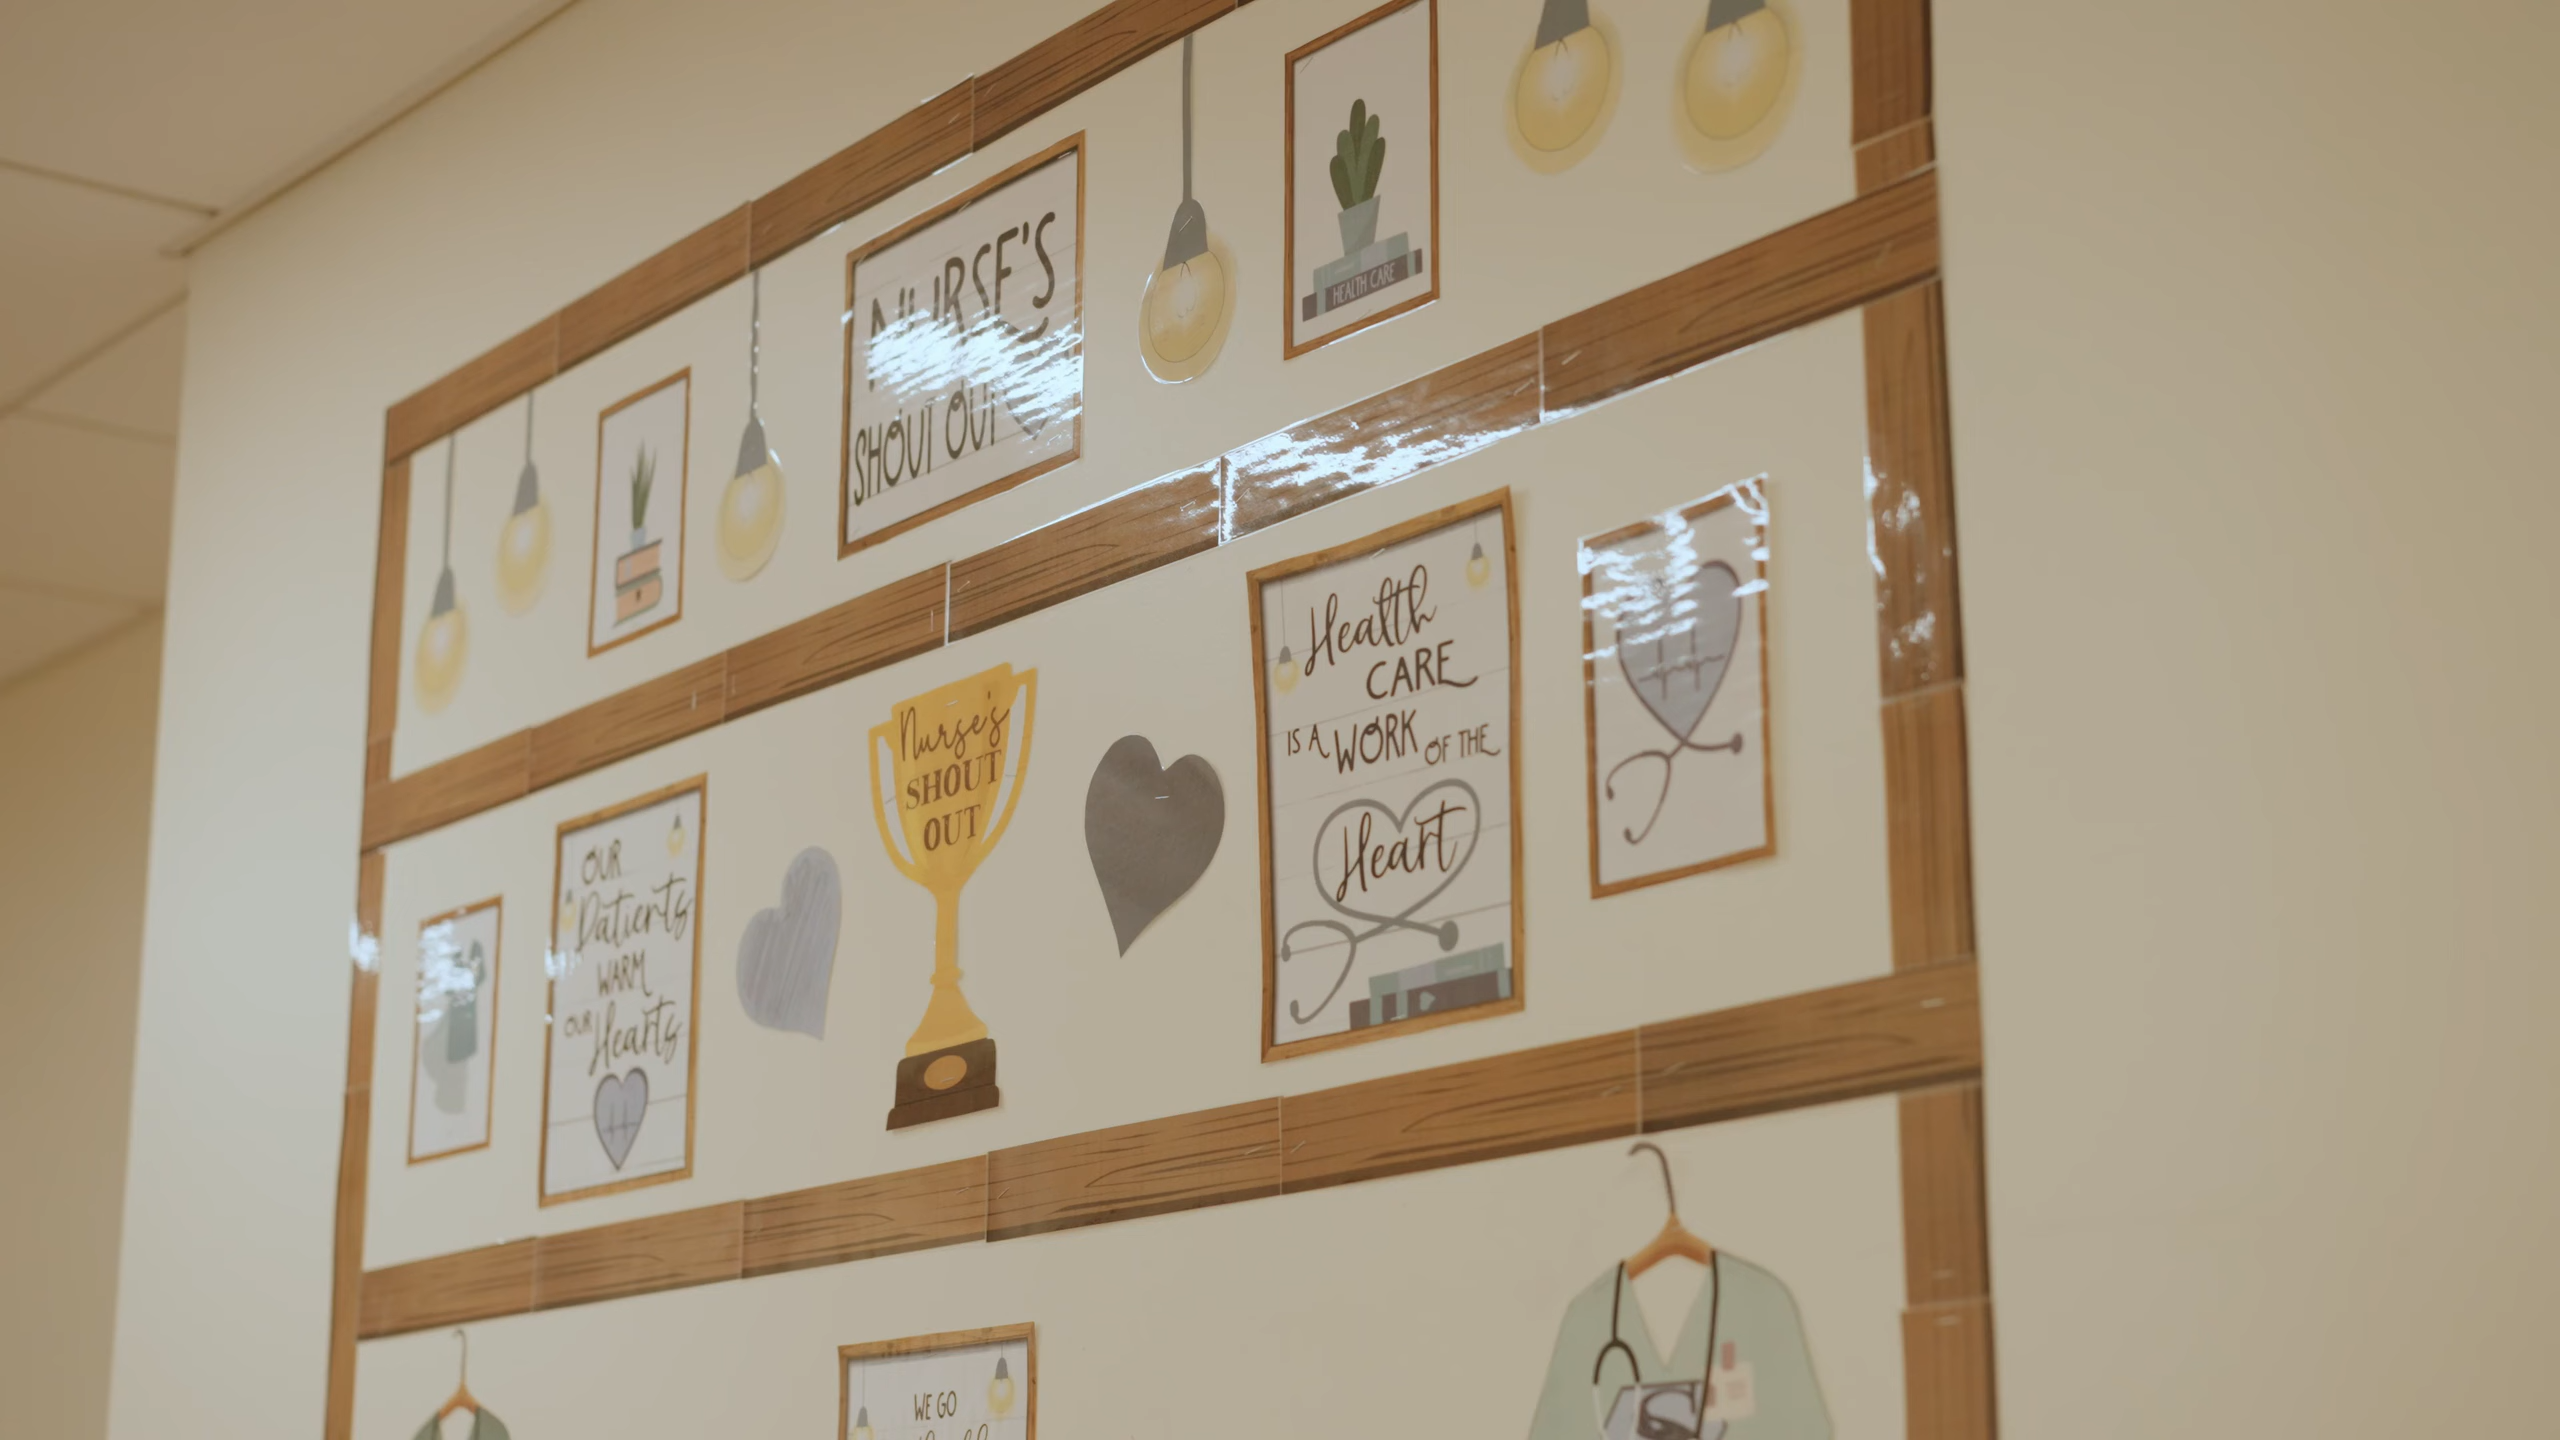 NURSE'S
SHOUT OUT
HEALTH CARE
Nurse's
SHOUT
OUT
OUR
Patients
WARM
OUR Hearts
Health
CARE
IS A WORK OF THE
Heart
WE GO
S